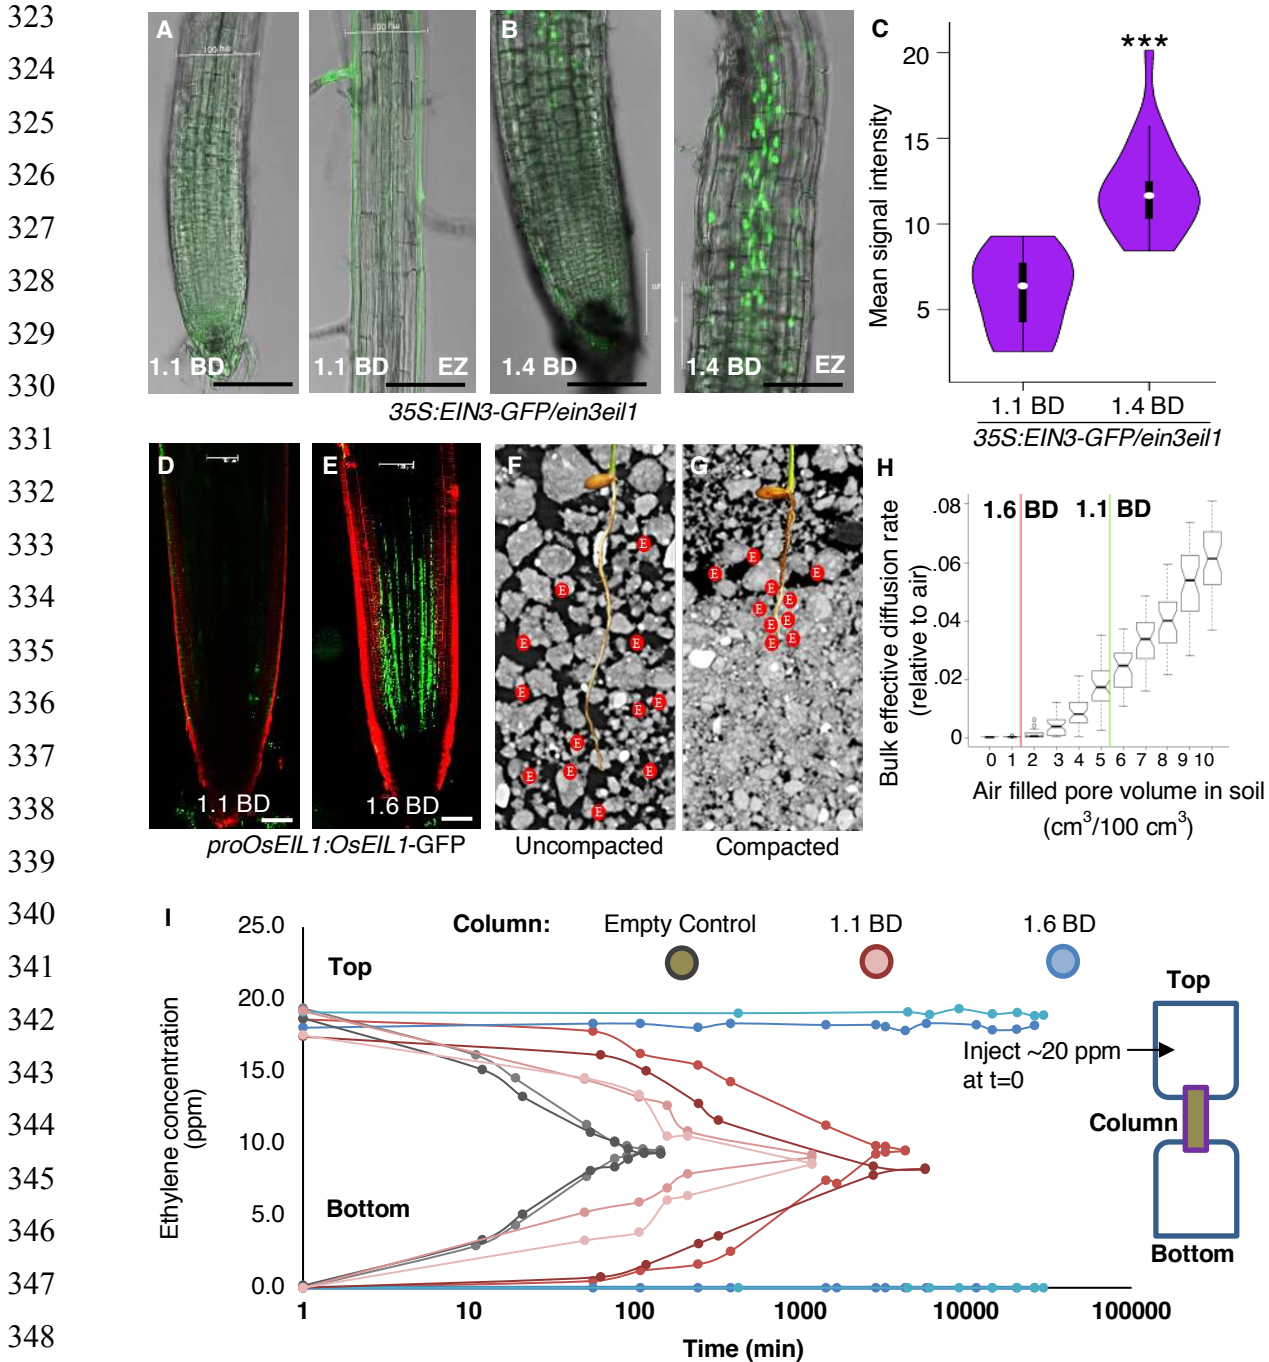 323
324
325
326
327
328
329
330
331
332
333
334
335
336
337
338
339
340
341
342
343
344
345
346
347
348
A
100 µm
1.1 BD
100 µm
1.1 BD EZ
B
1.4 BD
1.4 BD EZ
35S:EIN3-GFP/ein3eil1
C
Mean signal intensity
20
15
10
5
***
1.1 BD 1.4 BD
35S:EIN3-GFP/ein3eil1
D
1.1 BD
E
1.6 BD
proOsEIL1:OsEIL1-GFP
F
E
E
E
E
E
E
E
E
E
E
E
E
Uncompacted
G
E
E
E
E
E
E
E
E
E
E
Compacted
H
Bulk effective diffusion rate
(relative to air)
.08
.06
.04
.02
0
1.6 BD 1.1 BD
0 1 2 3 4 5 6 7 8 9 10
Air filled pore volume in soil
(cm3/100 cm3)
I
Column: Empty Control 1.1 BD 1.6 BD
Ethylene concentration
(ppm)
25.0
20.0
15.0
10.0
5.0
0.0
Top
Bottom
1 10 100 1000 10000 100000
Time (min)
Top
Inject ~20 ppm
at t=0
Column
Bottom